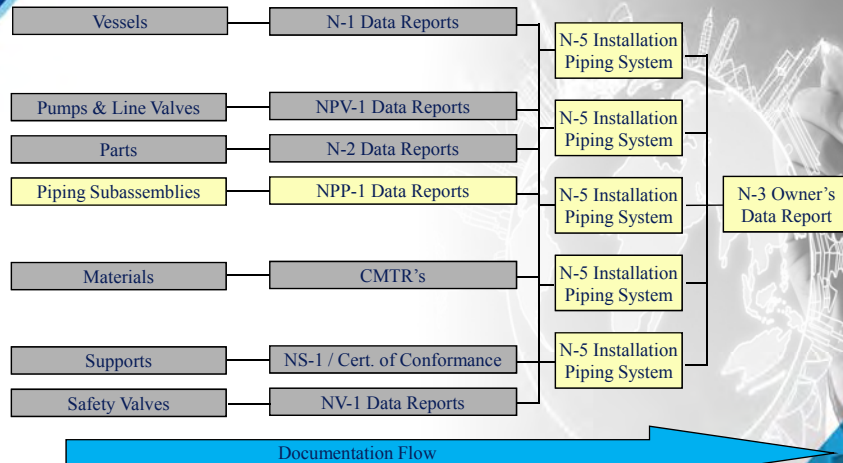 Vessels
N-1 Data Reports
N-5 Installation
Piping System
Pumps & Line Valves
NPV-1 Data Reports
N-5 Installation
Piping System
Parts
N-2 Data Reports
Piping Subassemblies
NPP-1 Data Reports
N-5 Installation
Piping System
N-3 Owner's
Data Report
Materials
CMTR's
N-5 Installation
Piping System
Supports
NS-1 / Cert. of Conformance
N-5 Installation
Piping System
Safety Valves
NV-1 Data Reports
Documentation Flow